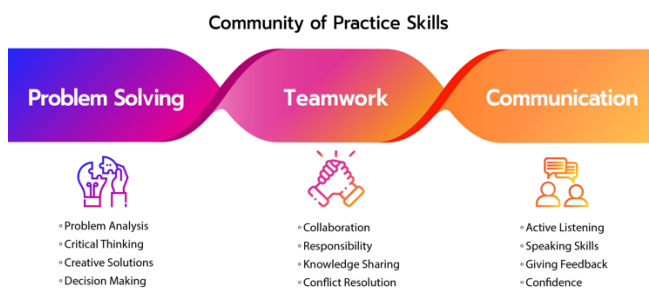 Community of Practice Skills
Problem Solving
Teamwork
Communication
◦ Problem Analysis
◦ Critical Thinking
◦ Creative Solutions
◦ Decision Making
◦ Collaboration
◦ Responsibility
◦ Knowledge Sharing
◦ Conflict Resolution
◦ Active Listening
◦ Speaking Skills
◦ Giving Feedback
◦ Confidence